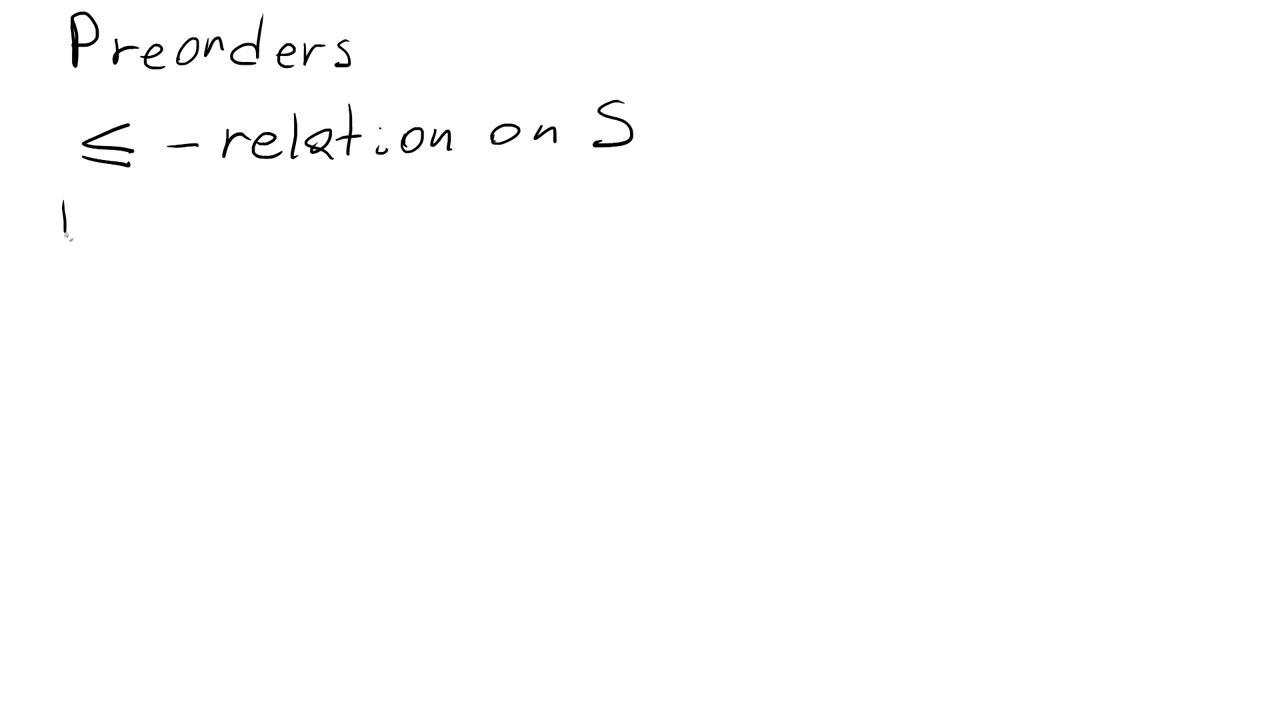 Preorders
≤ - relation on S